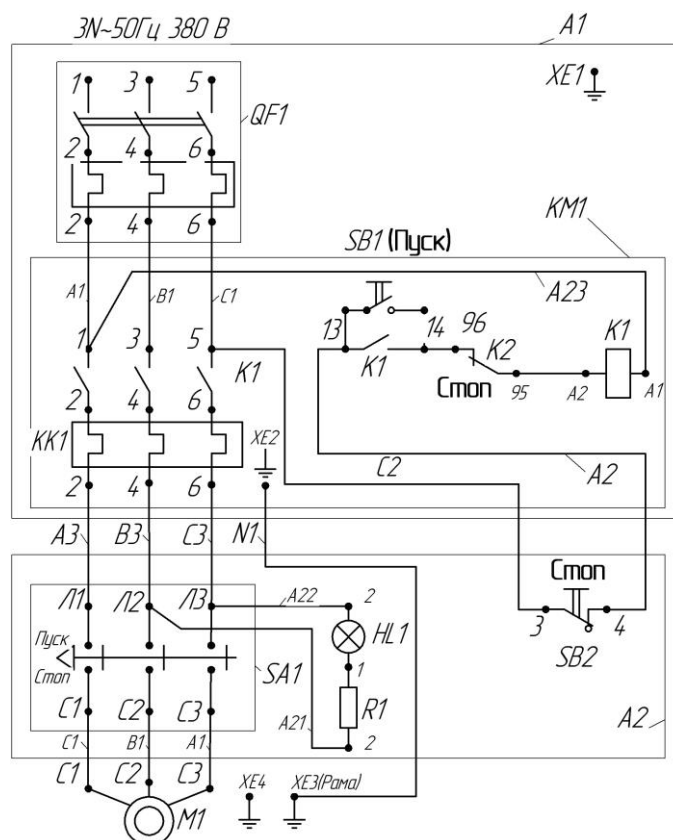 3N~50Гц 380 В
A1
1 3 5
XE1
QF1
2 4 6
2 4 6
KM1
SB1 (Пуск)
A1 B1 C1
A23
13 14 96 K1
1 3 5
K1 K1 K2
Стоп 95 A2 A1
2 4 6
KK1 XE2
C2 A2
2 4 6
A3 B3 C3 N1
Стоп
Л1 Л2 Л3 A22 2
3 4
HL1
SB2
Пуск
1
Стоп
SA1
C1 C2 C3 R1
A21 A2
C1 B1 A1 2
C1 C2 C3 XE4 XE3(Рама)
M1